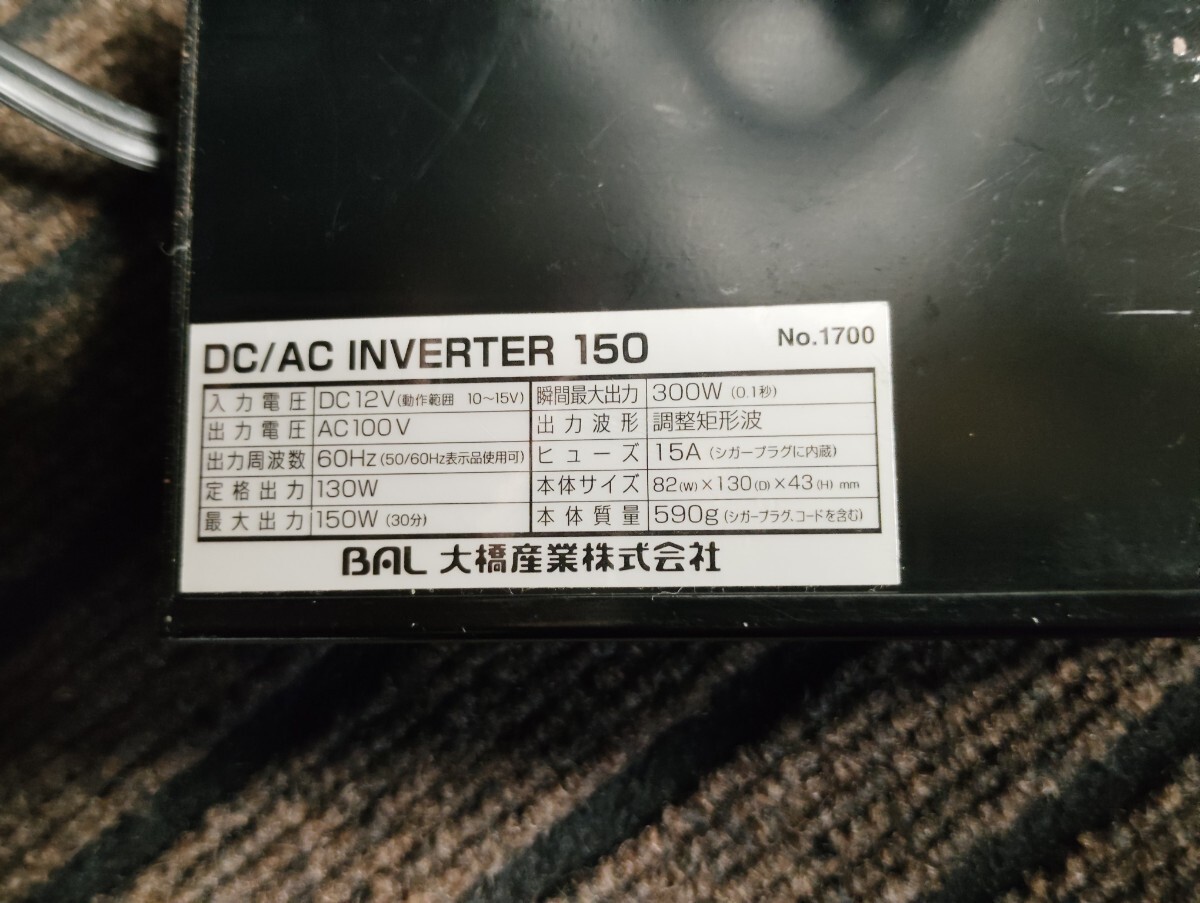 DC/AC INVERTER 150
No.1700
入力電圧 DC12V(動作範囲 10~15V)
出力電圧 AC100V
出力周波数 60Hz(50/60Hz表示品使用可)
定格出力 130W
最大出力 150W(30分)
瞬間最大出力 300W(0.1秒)
出力波形 調整矩形波
ヒューズ 15A(シガープラグに内蔵)
本体サイズ 82(W)×130(D)×43(H) mm
本体質量 590g(シガープラグ、コードを含む)
BAL 大橋産業株式会社